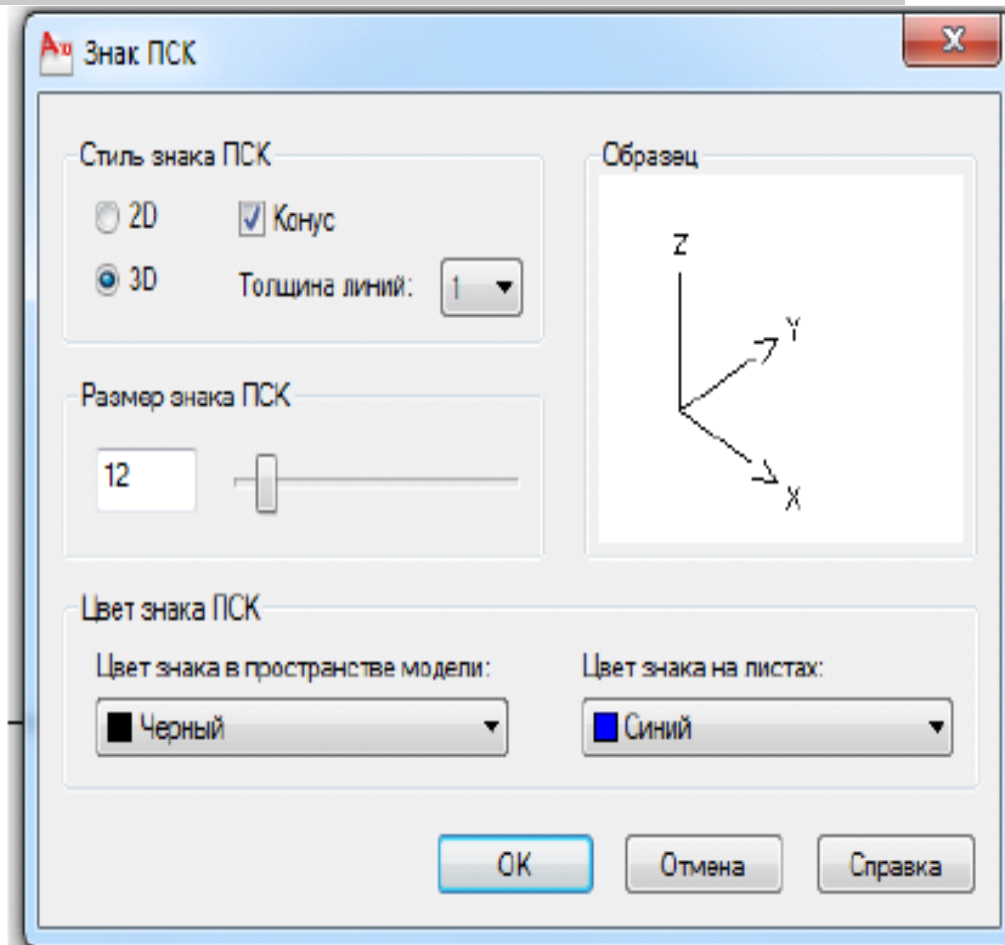 Знак ПСК
Стиль знака ПСК
2D
Конус
3D
Толщина линий:
1
Образец
Z
Y
X
Размер знака ПСК
12
Цвет знака ПСК
Цвет знака в пространстве модели:
Черный
Цвет знака на листах:
Синий
OK
Отмена
Справка